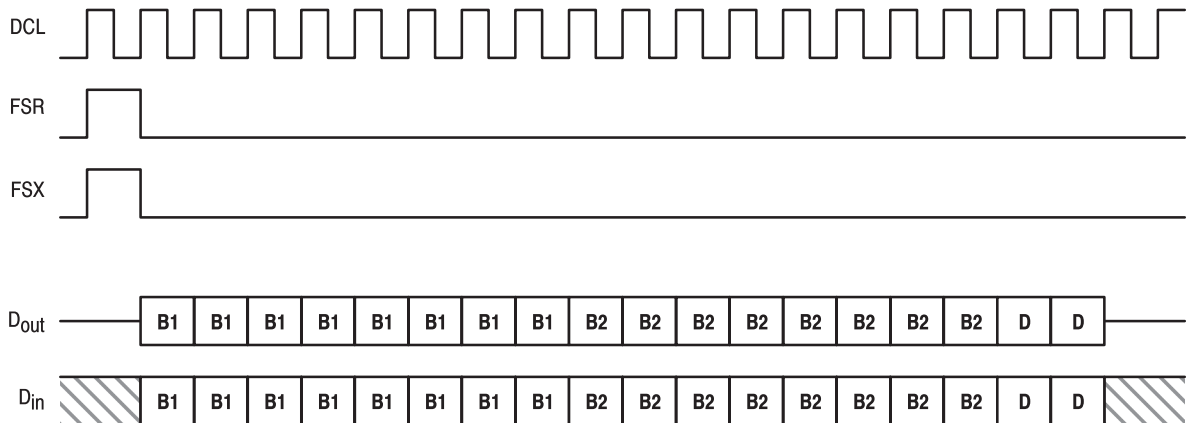 DCL
FSR
FSX
Dout B1 B1 B1 B1 B1 B1 B1 B1 B2 B2 B2 B2 B2 B2 B2 B2 D D
Din B1 B1 B1 B1 B1 B1 B1 B1 B2 B2 B2 B2 B2 B2 B2 B2 D D